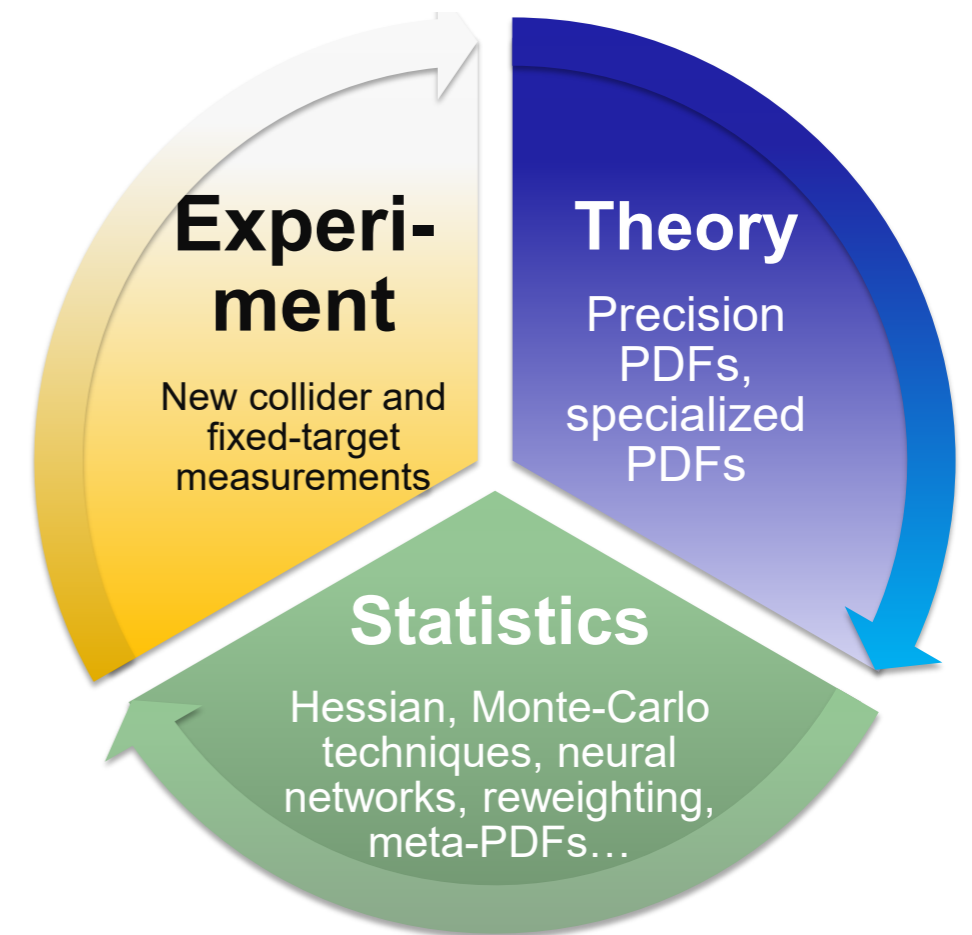 Experi-
ment
New collider and
fixed-target
measurements
Theory
Precision
PDFs,
specialized
PDFs
Statistics
Hessian, Monte-Carlo
techniques, neural
networks, reweighting,
meta-PDFs…